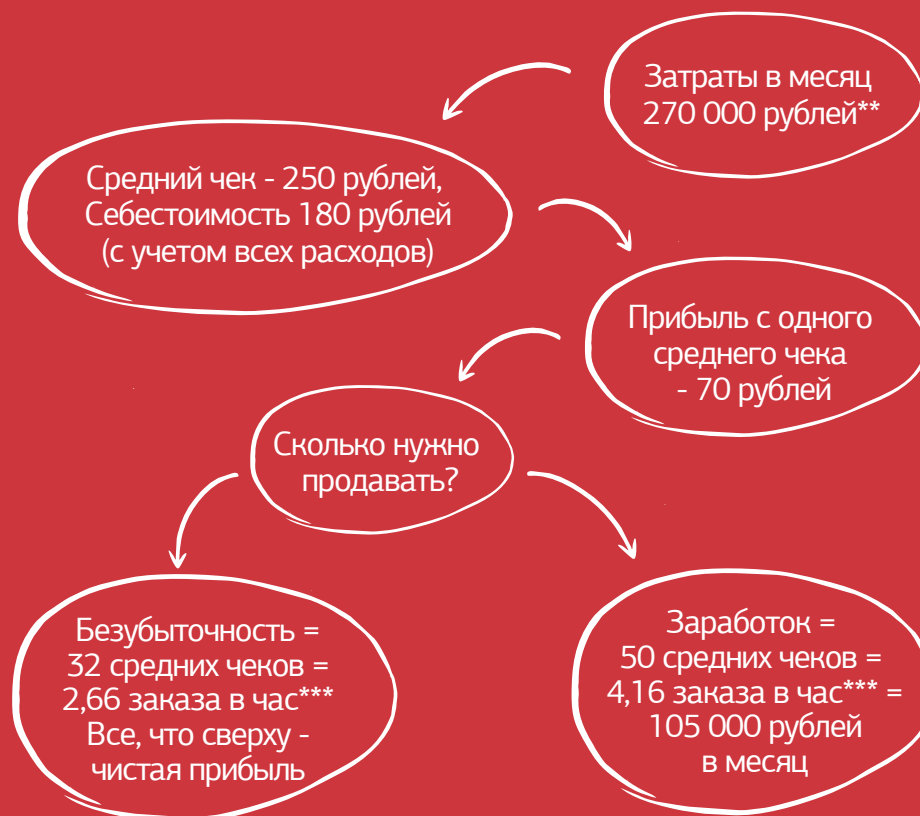 Затраты в месяц
270 000 рублей**
Средний чек - 250 рублей,
Себестоимость 180 рублей
(с учетом всех расходов)
Прибыль с одного
среднего чека
- 70 рублей
Сколько нужно
продавать?
Безубыточность =
32 средних чеков =
2,66 заказа в час***
Все, что сверху -
чистая прибыль
Заработок =
50 средних чеков =
4,16 заказа в час*** =
105 000 рублей
в месяц